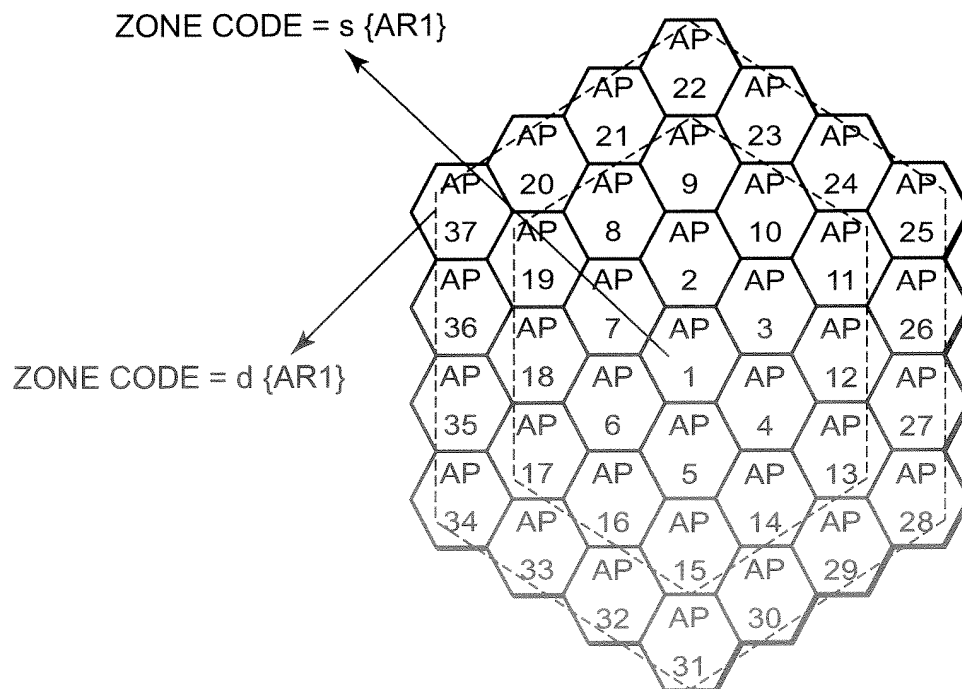 ZONE CODE = s {AR1}
AP
AP 22 AP
AP 21 AP 23 AP
AP 20 AP 9 AP 24 AP
37 AP 8 AP 10 AP 25
AP 19 AP 2 AP 11 AP
36 AP 7 AP 3 AP 26
ZONE CODE = d {AR1}
AP 18 AP 1 AP 12 AP
35 AP 6 AP 4 AP 27
AP 17 AP 5 AP 13 AP
34 AP 16 AP 14 AP 28
33 AP 15 AP 29
32 AP 30
31